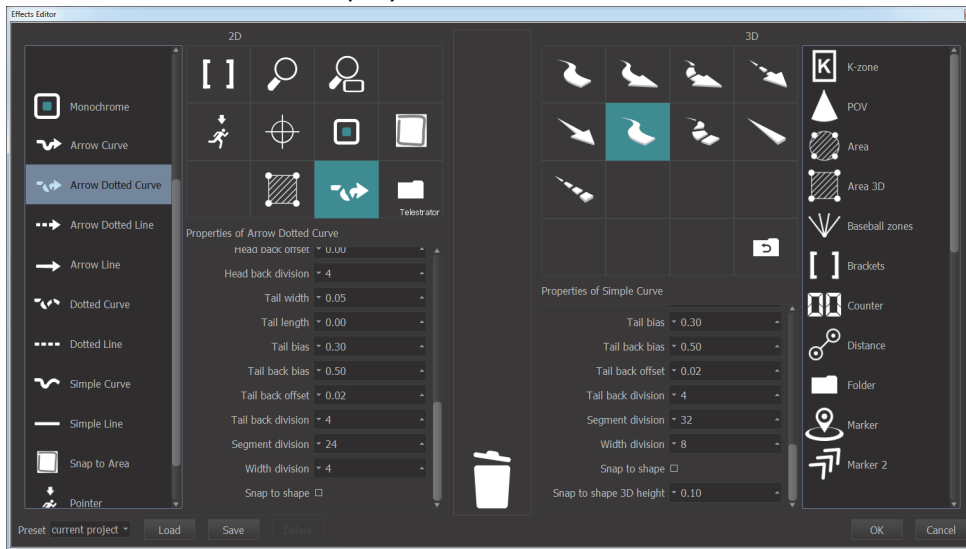 Effects Editor
2D
3D
Monochrome
Arrow Curve
Arrow Dotted Curve
Arrow Dotted Line
Arrow Line
Dotted Curve
Dotted Line
Simple Curve
Simple Line
Snap to Area
Pointer
Telestrator
Properties of Arrow Dotted Curve
Head back offset 0.00
Head back division 4
Tail width 0.05
Tail length 0.00
Tail bias 0.30
Tail back bias 0.50
Tail back offset 0.02
Tail back division 4
Segment division 24
Width division 4
Snap to shape
Properties of Simple Curve
Tail bias 0.30
Tail back bias 0.50
Tail back offset 0.02
Tail back division 4
Segment division 32
Width division 8
Snap to shape
Snap to shape 3D height 0.10
K
K-zone
POV
Area
Area 3D
Baseball zones
Brackets
00
Counter
Distance
Folder
Marker
Marker 2
Preset current project Load Save Delete
OK Cancel